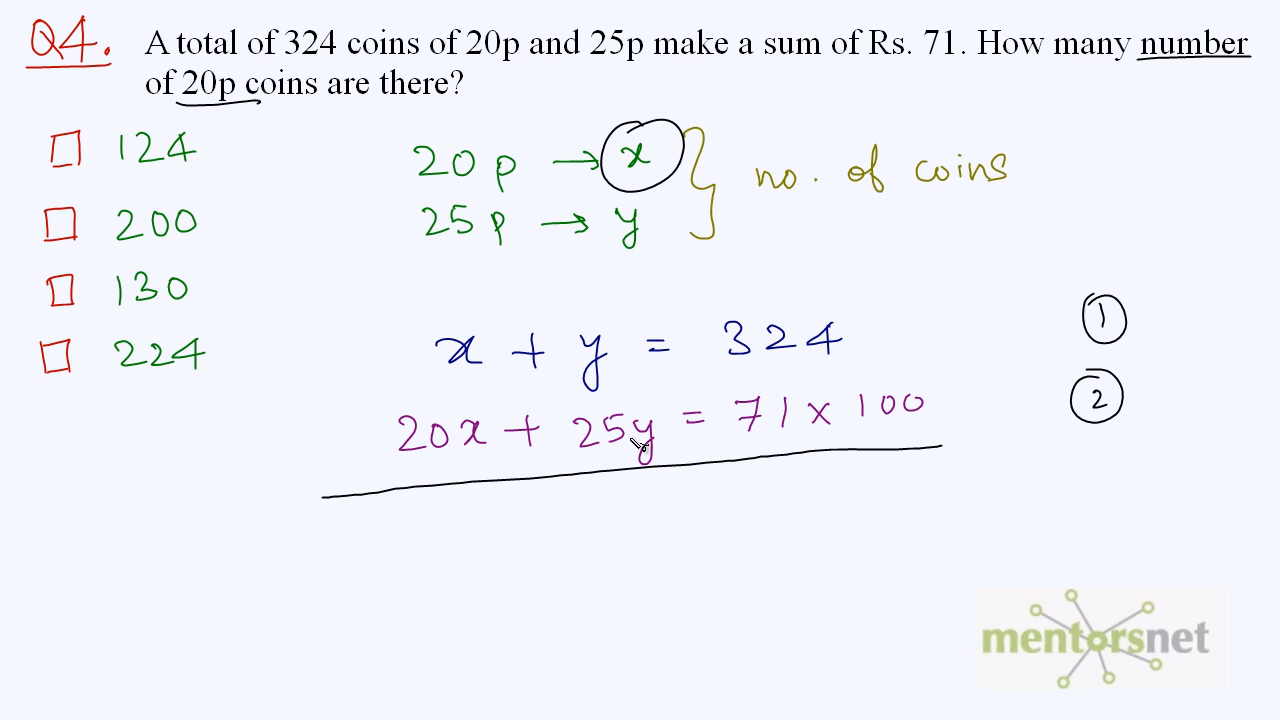 Q4. A total of 324 coins of 20p and 25p make a sum of Rs. 71. How many number
of 20p coins are there?
124
200
130
224
20 p → x
25 p → y
no. of coins
x + y = 324
1
20x + 25y = 71 x 100
2
mentorsnet